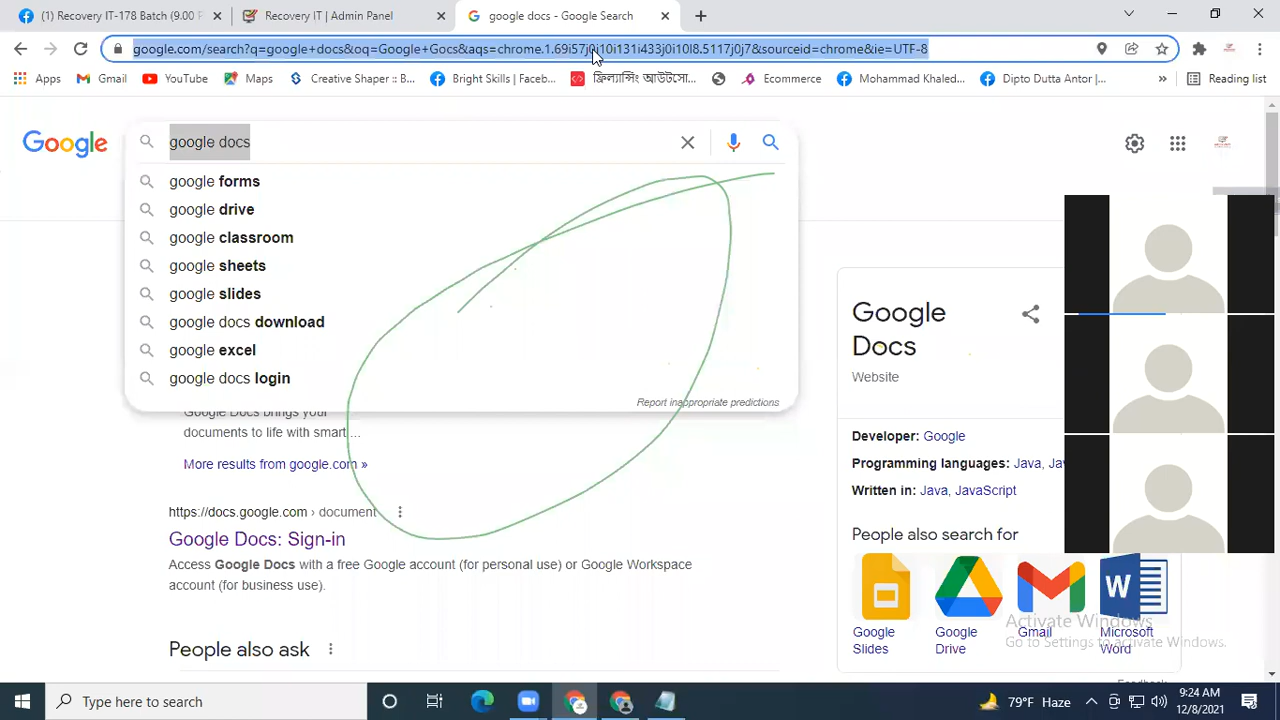 (1) Recovery IT-178 Batch (9.00 P
Recovery IT | Admin Panel
google docs - Google Search
google.com/search?q=google+docs&oq=Google+Gocs&aqs=chrome.1.69i57j0i10i131i433j0i10l8.5117j0j7&sourceid=chrome&ie=UTF-8
Apps
Gmail
YouTube
Maps
Creative Shaper :: B...
Bright Skills | Faceb...
ফ্রিল্যান্সিং আউটসো...
Ecommerce
Mohammad Khaled...
Dipto Dutta Antor |...
»
Reading list
Google
google docs
google forms
google drive
google classroom
google sheets
google slides
google docs download
google excel
google docs login
Report inappropriate predictions
Google Docs brings your
documents to life with smart ...
More results from google.com »
https://docs.google.com › document
Google Docs: Sign-in
Access Google Docs with a free Google account (for personal use) or Google Workspace
account (for business use).
People also ask
Google
Docs
Website
Developer: Google
Programming languages: Java, Ja
Written in: Java, JavaScript
People also search for
Google
Slides
Google
Drive
Gmail
Microsoft
Word
Activate Windows
Go to Settings to activate Windows.
Feedback
Type here to search
79°F Haze
9:24 AM
12/8/2021